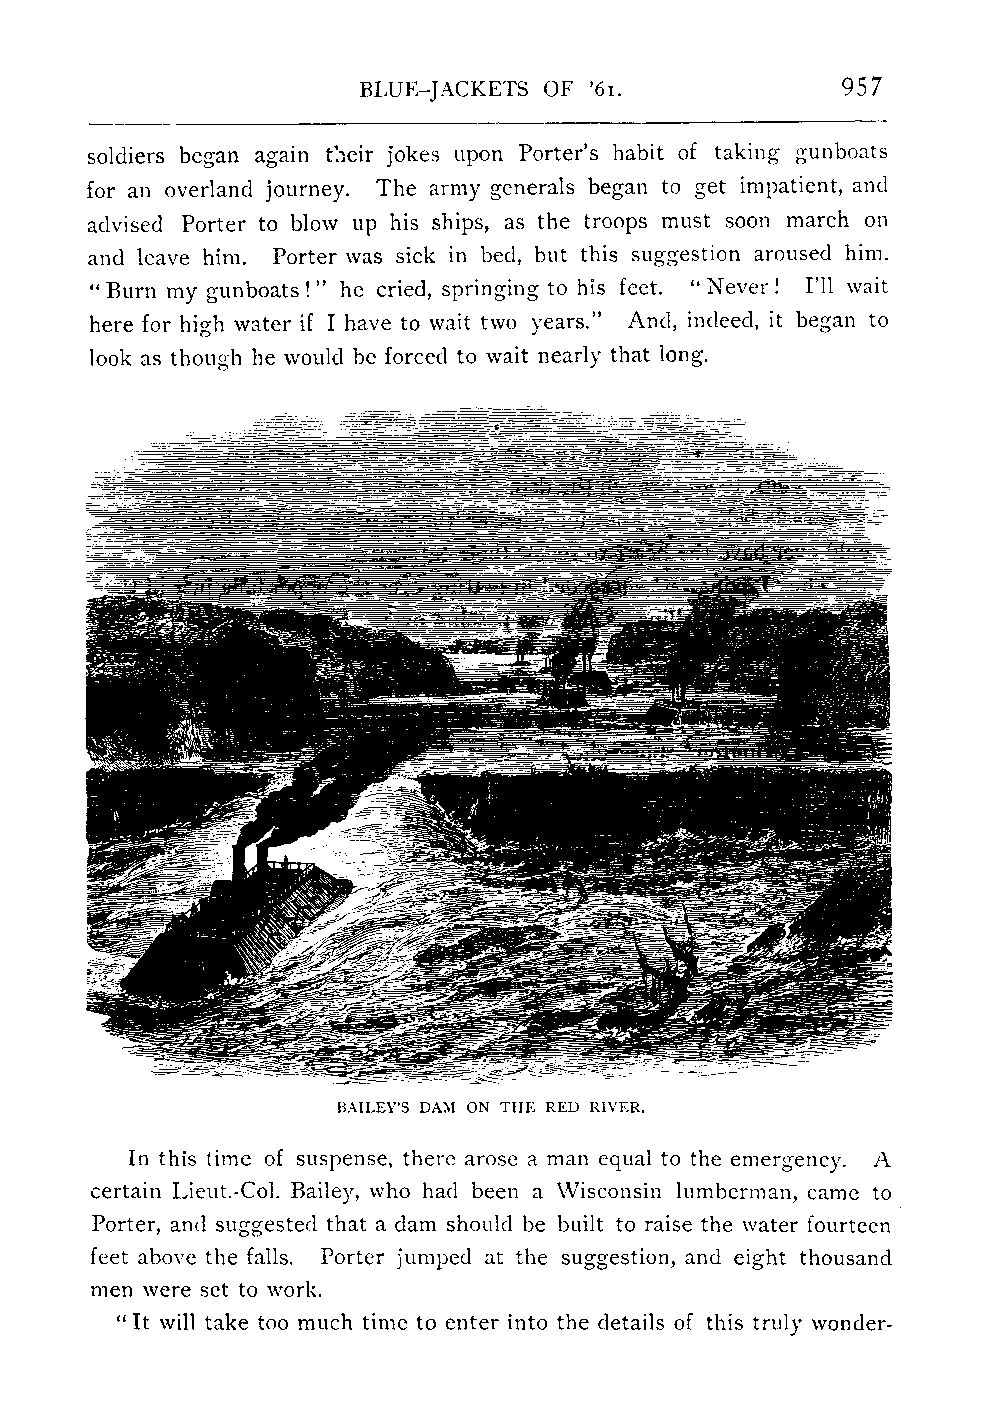 BLUE-JACKETS OF '61. 957
soldiers began again their jokes upon Porter's habit of taking gunboats
for an overland journey. The army generals began to get impatient, and
advised Porter to blow up his ships, as the troops must soon march on
and leave him. Porter was sick in bed, but this suggestion aroused him.
"Burn my gunboats!" he cried, springing to his feet. "Never! I'll wait
here for high water if I have to wait two years." And, indeed, it began to
look as though he would be forced to wait nearly that long.
BAILEY'S DAM ON THE RED RIVER.
In this time of suspense, there arose a man equal to the emergency. A
certain Lieut.-Col. Bailey, who had been a Wisconsin lumberman, came to
Porter, and suggested that a dam should be built to raise the water fourteen
feet above the falls. Porter jumped at the suggestion, and eight thousand
men were set to work.
"It will take too much time to enter into the details of this truly wonder-